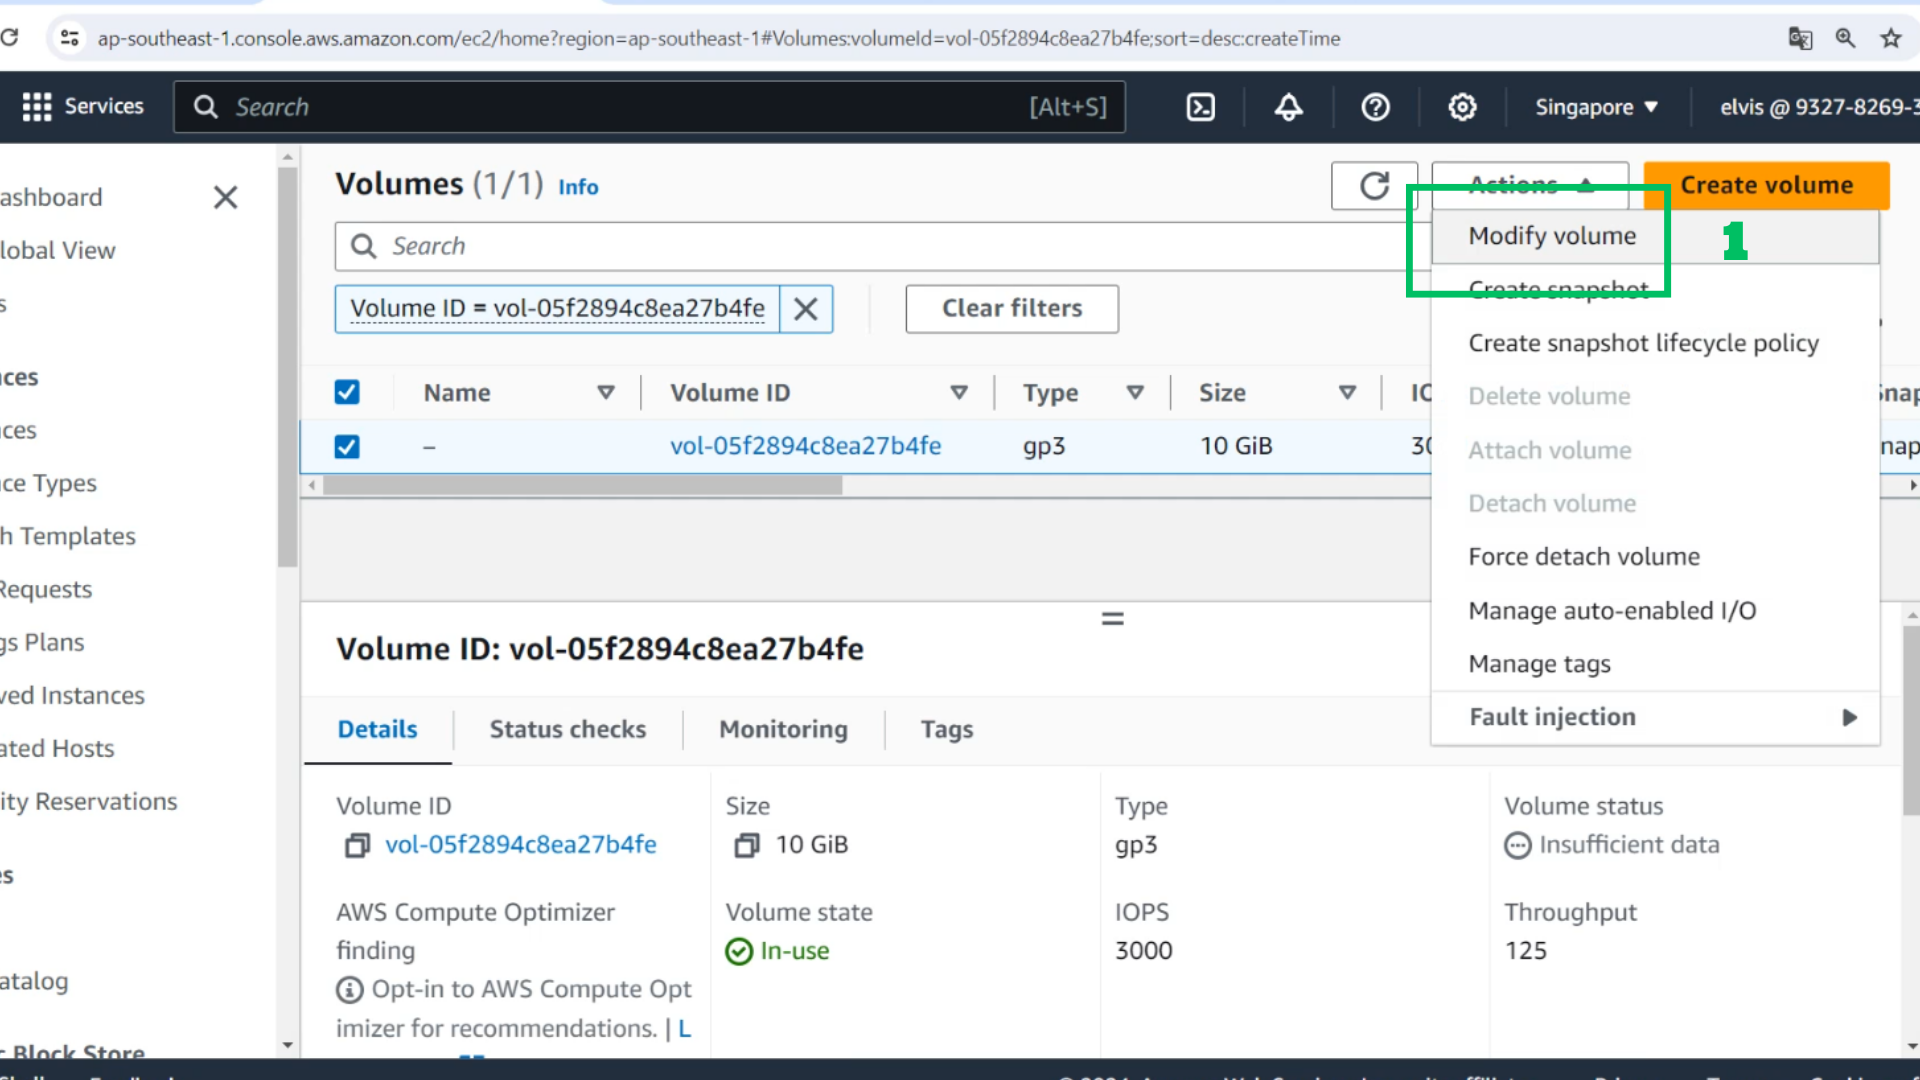 ap-southeast-1.console.aws.amazon.com/ec2/home?region=ap-southeast-1#Volumes:volumeId=vol-05f2894c8ea27b4fe;sort=desc:createTime
Services
Search
[Alt+S]
Singapore
elvis @ 9327-8269-3
ashboard
lobal View
s
ces
ces
ce Types
h Templates
Requests
gs Plans
ved Instances
ated Hosts
ity Reservations
es
atalog
c Block Store
Volumes (1/1) Info
Actions
Create volume
Search
Volume ID = vol-05f2894c8ea27b4fe
Clear filters
Modify volume
1
Create snapshot
Create snapshot lifecycle policy
Delete volume
Attach volume
Detach volume
Force detach volume
Manage auto-enabled I/O
Manage tags
Fault injection
Name
Volume ID
Type
Size
IO
Snap
–
vol-05f2894c8ea27b4fe
gp3
10 GiB
30
nap
Volume ID: vol-05f2894c8ea27b4fe
Details
Status checks
Monitoring
Tags
Volume ID
vol-05f2894c8ea27b4fe
Size
10 GiB
Type
gp3
Volume status
Insufficient data
AWS Compute Optimizer
finding
Opt-in to AWS Compute Opt
imizer for recommendations. | L
Volume state
In-use
IOPS
3000
Throughput
125